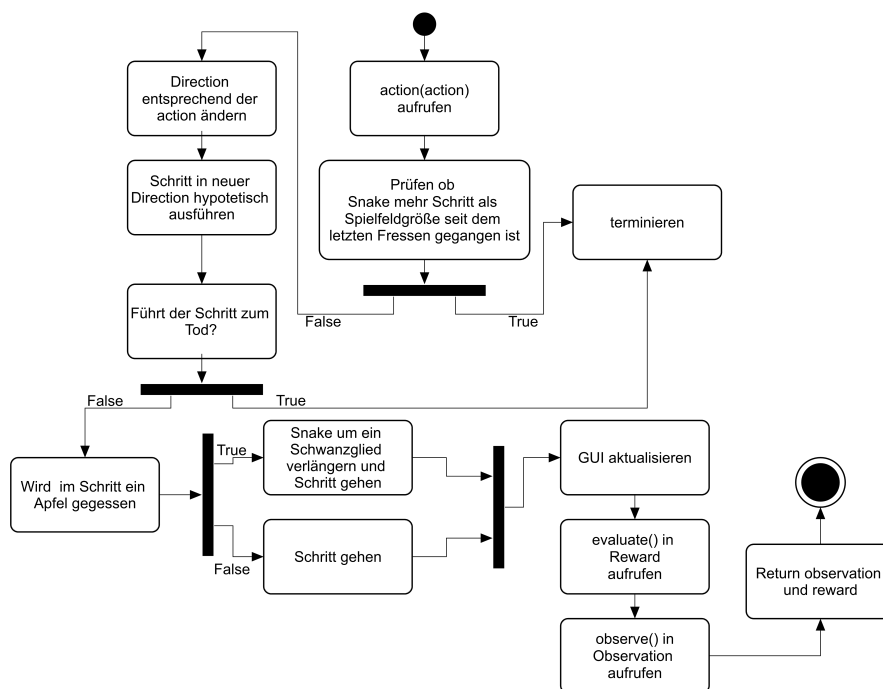 action(action)
aufrufen
Prüfen ob
Snake mehr Schritt als
Spielfeldgröße seit dem
letzten Fressen gegangen ist
False
True
terminieren
Direction
entsprechend der
action ändern
Schritt in neuer
Direction hypotetisch
ausführen
Führt der Schritt zum
Tod?
False
True
Wird im Schritt ein
Apfel gegessen
True
False
Snake um ein
Schwanzglied
verlängern und
Schritt gehen
Schritt gehen
GUI aktualisieren
evaluate() in
Reward
aufrufen
observe() in
Observation
aufrufen
Return observation
und reward